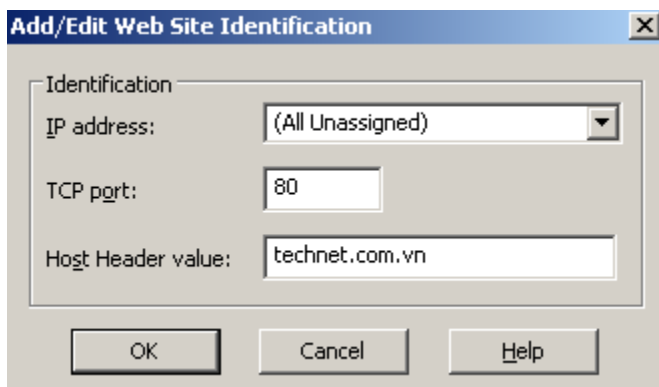 Add/Edit Web Site Identification
Identification
IP address: (All Unassigned)
TCP port: 80
Host Header value: technet.com.vn
OK Cancel Help